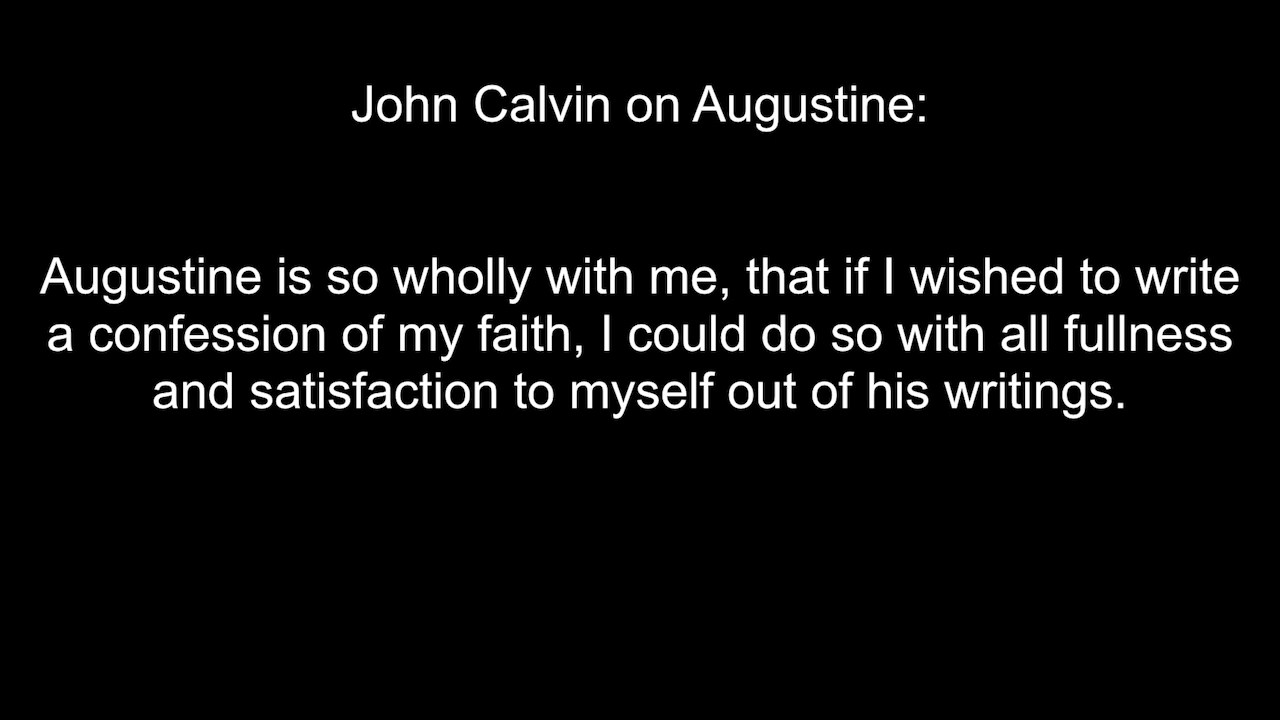 John Calvin on Augustine:
Augustine is so wholly with me, that if I wished to write
a confession of my faith, I could do so with all fullness
and satisfaction to myself out of his writings.